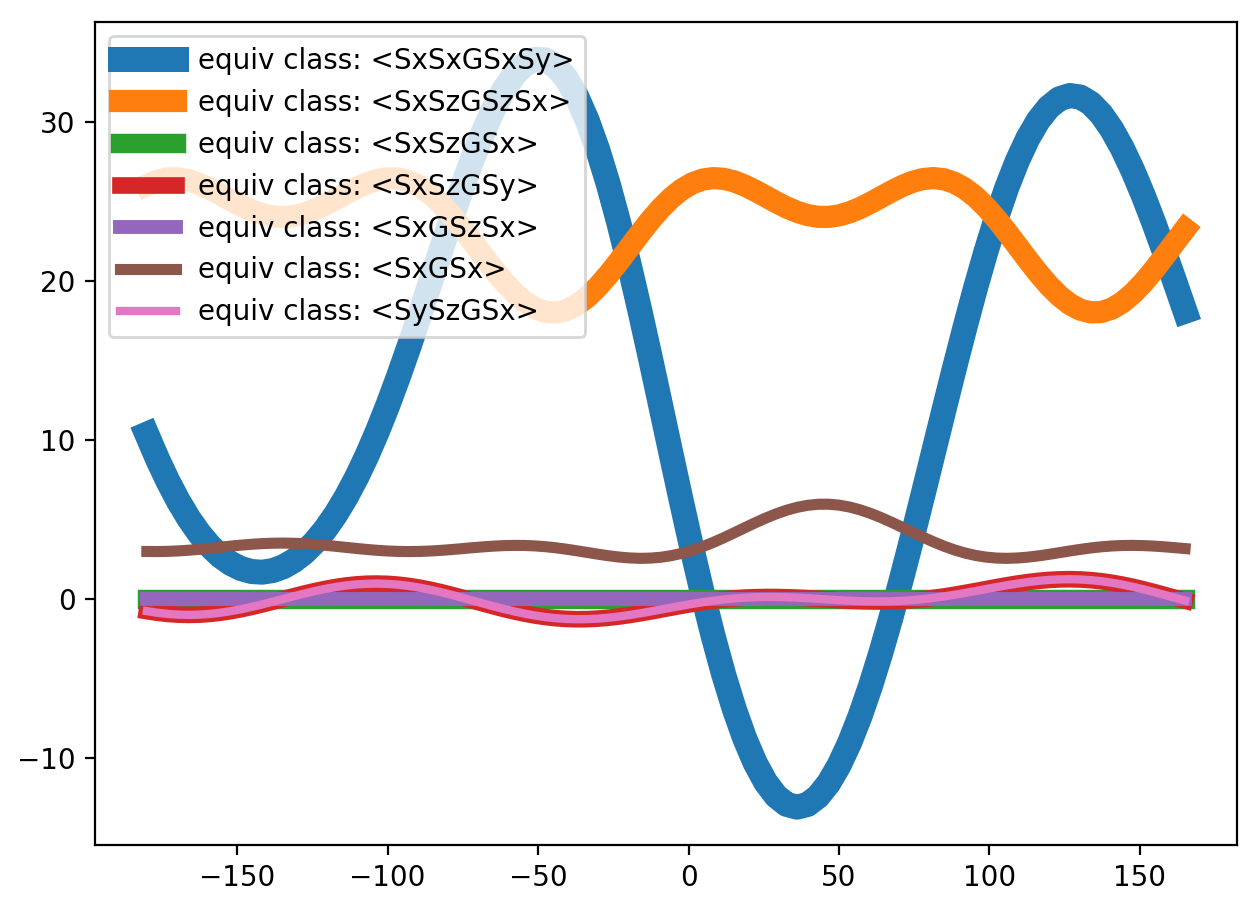 equiv class: <SxSxGSxSy>
equiv class: <SxSzGSzSx>
equiv class: <SxSzGSx>
equiv class: <SxSzGSy>
equiv class: <SxGSzSx>
equiv class: <SxGSx>
equiv class: <SySzGSx>
30
20
10
0
−10
−150
−100
−50
0
50
100
150